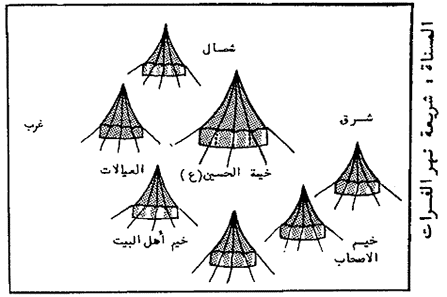 شمال
شرق
غرب
خيمة الحسين (ع)
العيالات
خيم أهل البيت
خيم
الاصحاب
المسناة ، شريعة نهر الفرات